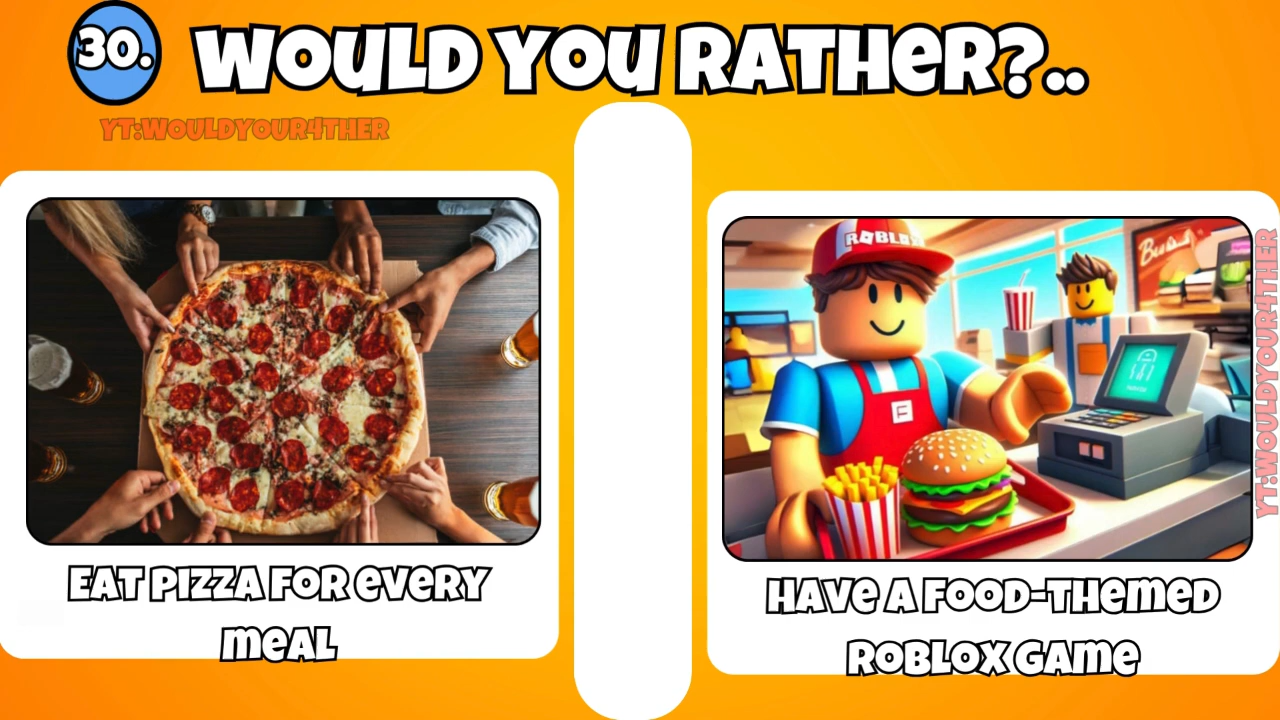 30. WOULD YOU RATHER?..
YT:WOULDYOUR4THER
ROBLOX
EAT PIZZA FOR EVERY
MEAL
HAVE A FOOD-THEMED
ROBLOX GAME
YT:WOULDYOUR4THER